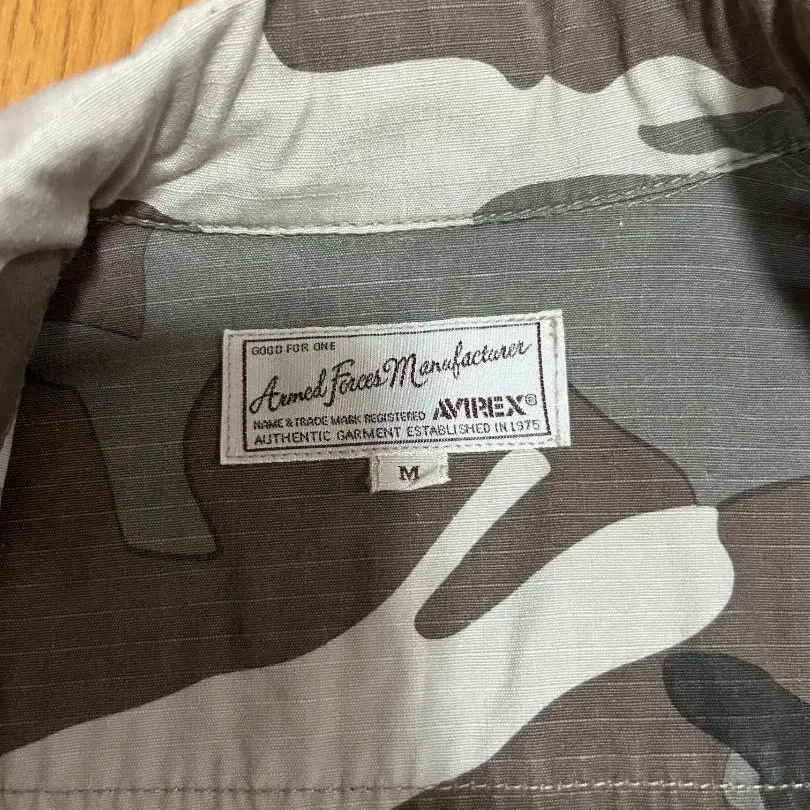 GOOD FOR ONE
Armed Forces Manufacturer
NAME & TRADE MARK REGISTERED AVIREX®
AUTHENTIC GARMENT ESTABLISHED IN 1975
M